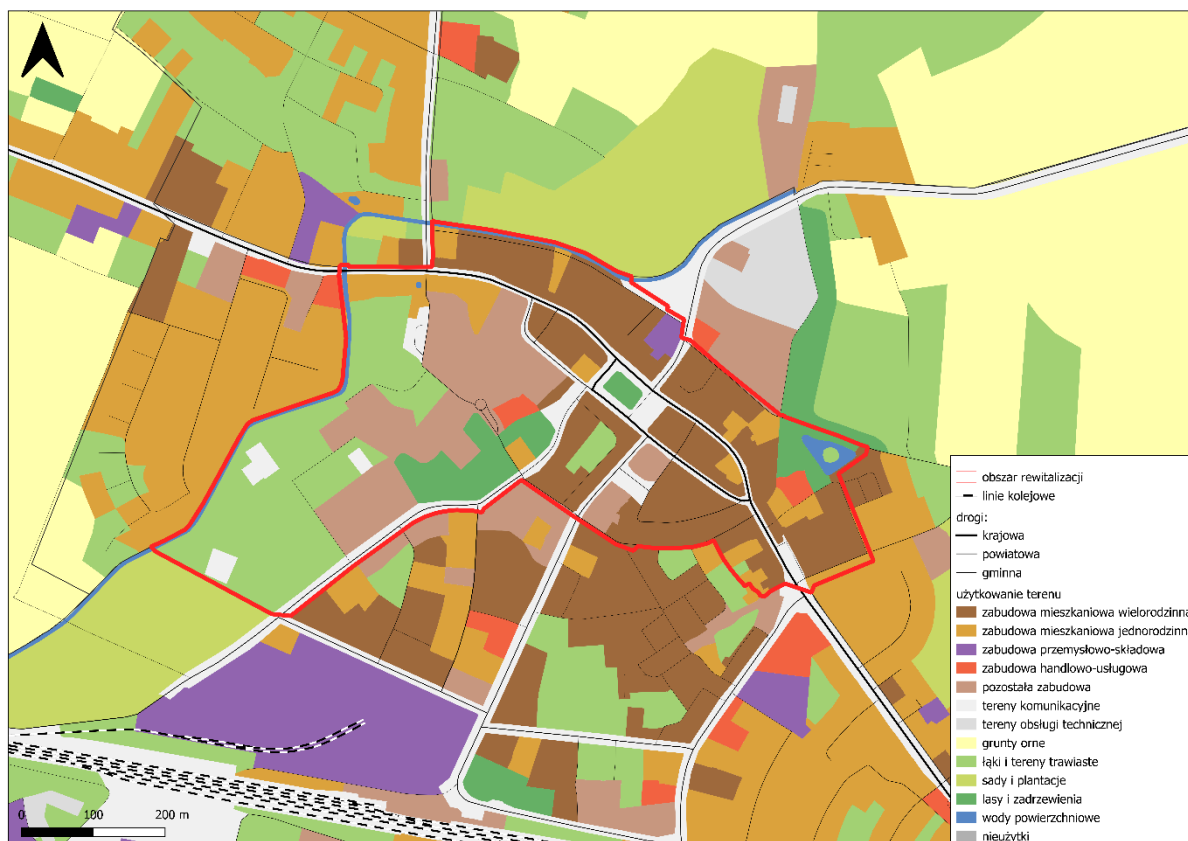 obszar rewitalizacji
linie kolejowe
drogi:
krajowa
powiatowa
gminna
użytkowanie terenu
zabudowa mieszkaniowa wielorodzinna
zabudowa mieszkaniowa jednorodzinn
zabudowa przemysłowo-składowa
zabudowa handlowo-usługowa
pozostała zabudowa
tereny komunikacyjne
tereny obsługi technicznej
grunty orne
łąki i tereny trawiaste
sady i plantacje
lasy i zadrzewienia
wody powierzchniowe
nieużytki
0 100 200 m